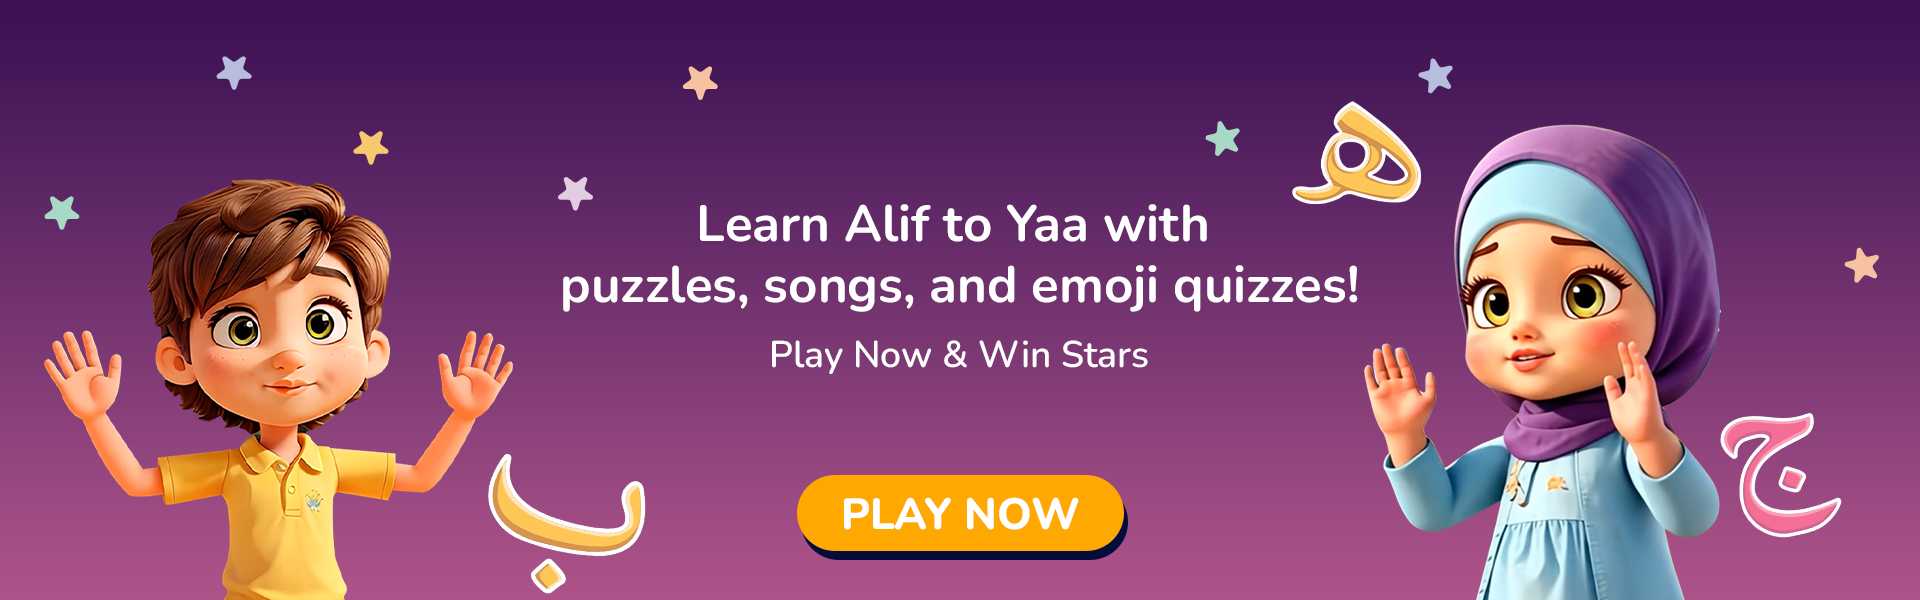 Learn Alif to Yaa with
puzzles, songs, and emoji quizzes!
Play Now & Win Stars
PLAY NOW
ب
ه
ج